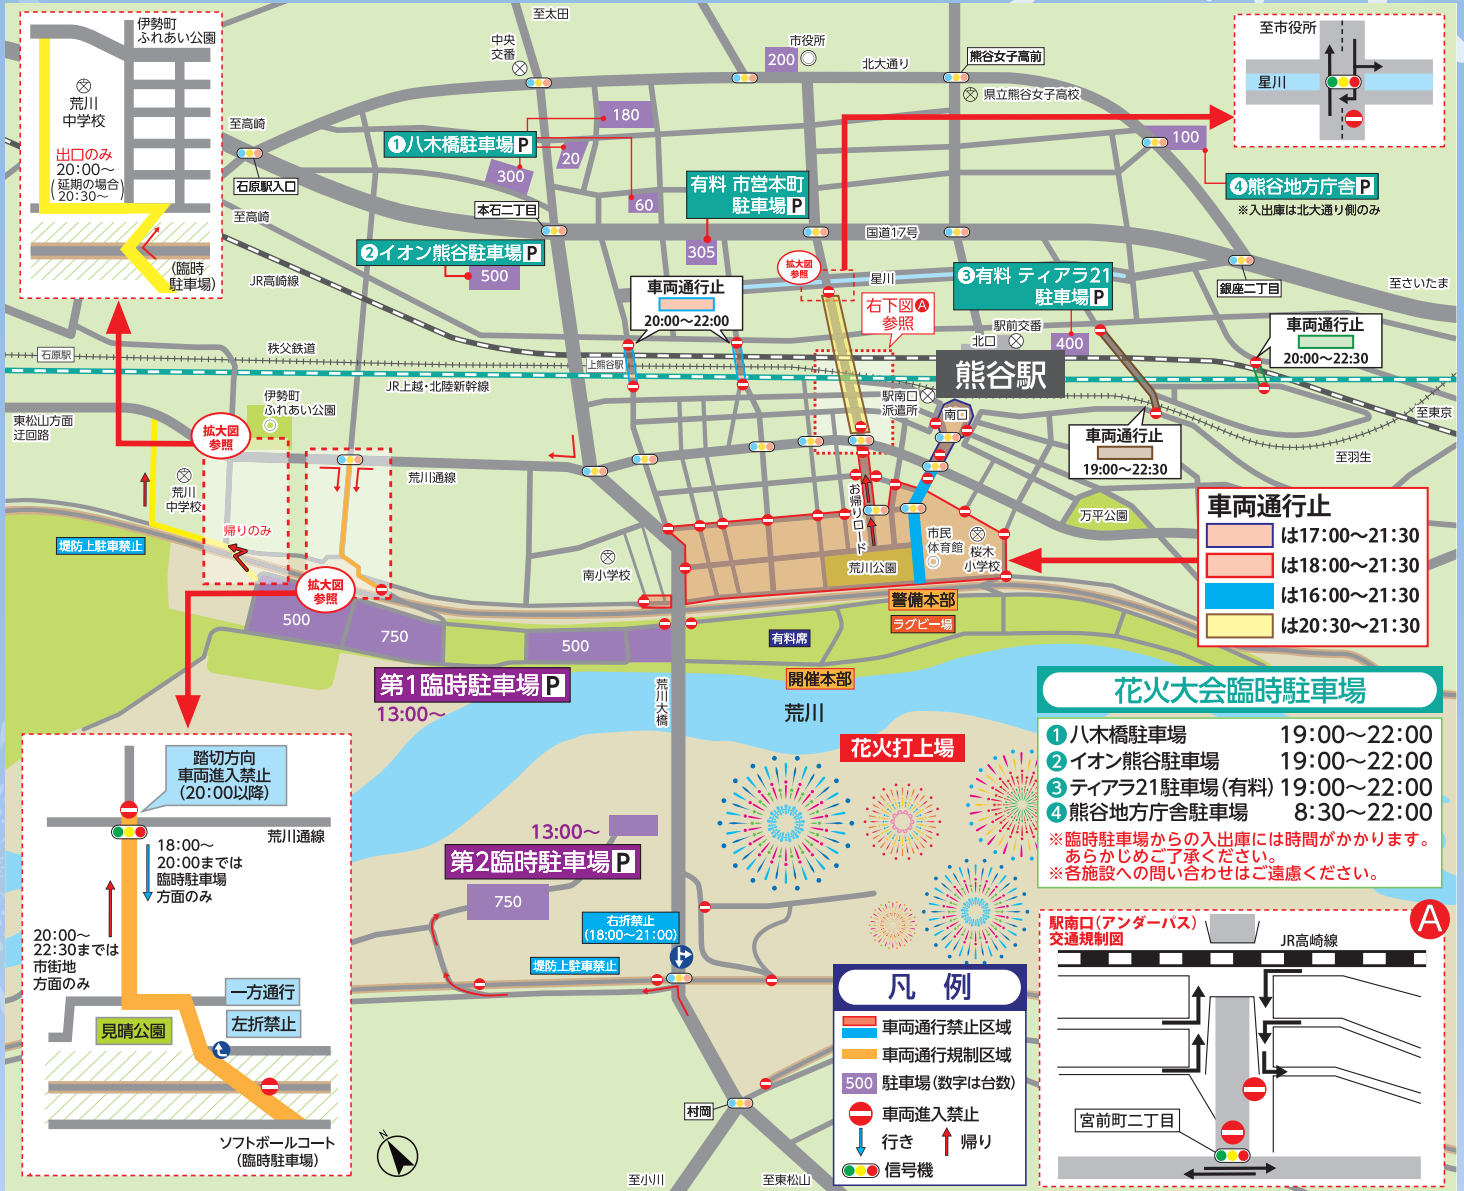 伊勢町
ふれあい公園
荒川
中学校
出口のみ
20:00～
(延期の場合)
20:30～
(臨時
駐車場)
至太田
中央
交番
市役所
200
北大通り
熊谷女子高前
県立熊谷女子高校
至市役所
星川
至高崎
石原駅入口
至高崎
JR高崎線
180
①八木橋駐車場P
20
300
60
本石二丁目
有料 市営本町
駐車場P
305
②イオン熊谷駐車場P
500
国道17号
100
④熊谷地方庁舎P
※入出庫は北大通り側のみ
拡大図
参照
星川
③有料 ティアラ21
駐車場P
400
銀座二丁目
至さいたま
車両通行止
20:00～22:00
右下図A
参照
駅前交番
北口
車両通行止
20:00～22:30
石原駅
秩父鉄道
上熊谷駅
熊谷駅
JR上越・北陸新幹線
伊勢町
ふれあい公園
駅南口
派遣所
南口
至東京
東松山方面
迂回路
拡大図
参照
車両通行止
19:00～22:30
至羽生
荒川通線
荒川
中学校
帰りのみ
堤防上駐車禁止
お帰りロード
万平公園
市民
体育館
桜木
小学校
荒川公園
南小学校
車両通行止
は17:00～21:30
は18:00～21:30
は16:00～21:30
は20:30～21:30
拡大図
参照
500
750
500
警備本部
ラグビー場
有料席
開催本部
第1臨時駐車場P
13:00～
荒川大橋
荒川
花火打上場
花火大会臨時駐車場
①八木橋駐車場 19:00～22:00
②イオン熊谷駐車場 19:00～22:00
③ティアラ21駐車場(有料) 19:00～22:00
④熊谷地方庁舎駐車場 8:30～22:00
※臨時駐車場からの入出庫には時間がかかります。
あらかじめご了承ください。
※各施設への問い合わせはご遠慮ください。
踏切方向
車両進入禁止
(20:00以降)
荒川通線
18:00～
20:00までは
臨時駐車場
方面のみ
20:00～
22:30までは
市街地
方面のみ
一方通行
左折禁止
見晴公園
ソフトボールコート
(臨時駐車場)
13:00～
第2臨時駐車場P
750
右折禁止
(18:00～21:00)
堤防上駐車禁止
村岡
至小川
至東松山
N
凡 例
車両通行禁止区域
車両通行規制区域
500 駐車場(数字は台数)
車両進入禁止
行き 帰り
信号機
A
駅南口(アンダーパス)
交通規制図
JR高崎線
宮前町二丁目